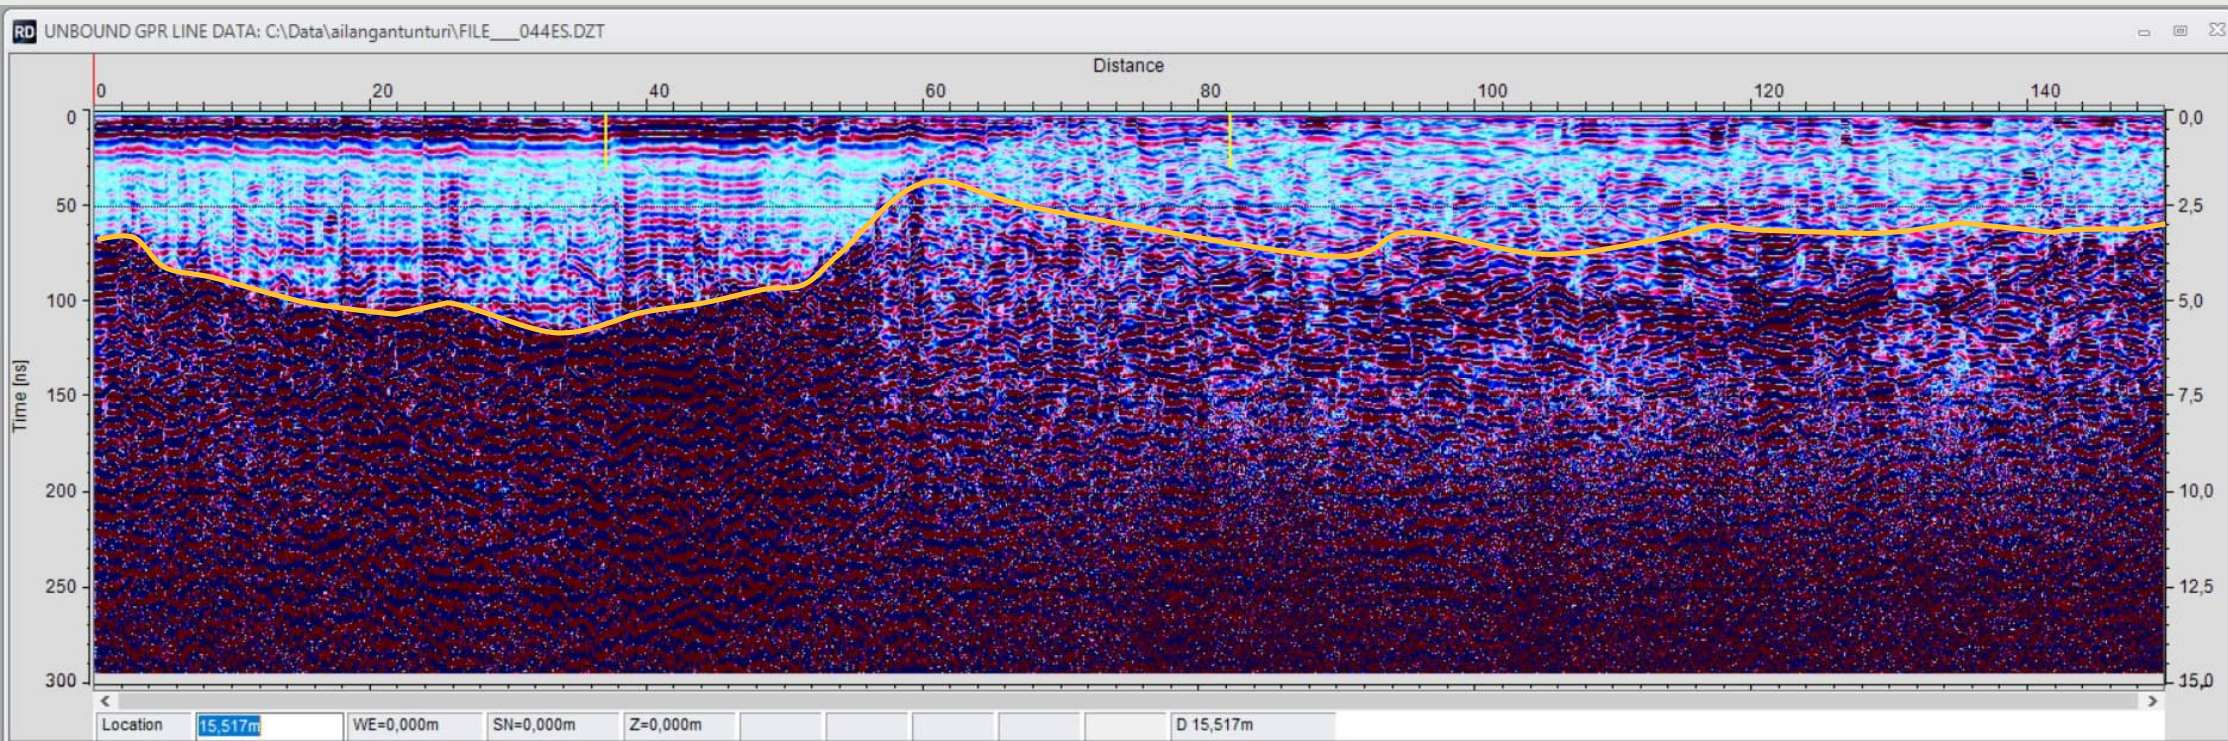 RD UNBOUND GPR LINE DATA: C:\Data\ailangantunturi\FILE___044ES.DZT
Distance
0 20 40 60 80 100 120 140
0 0,0
50 2,5
100 5,0
150 7,5
200 10,0
250 12,5
300 15,0
Time [ns]
Location 15,517m WE=0,000m SN=0,000m Z=0,000m D 15,517m